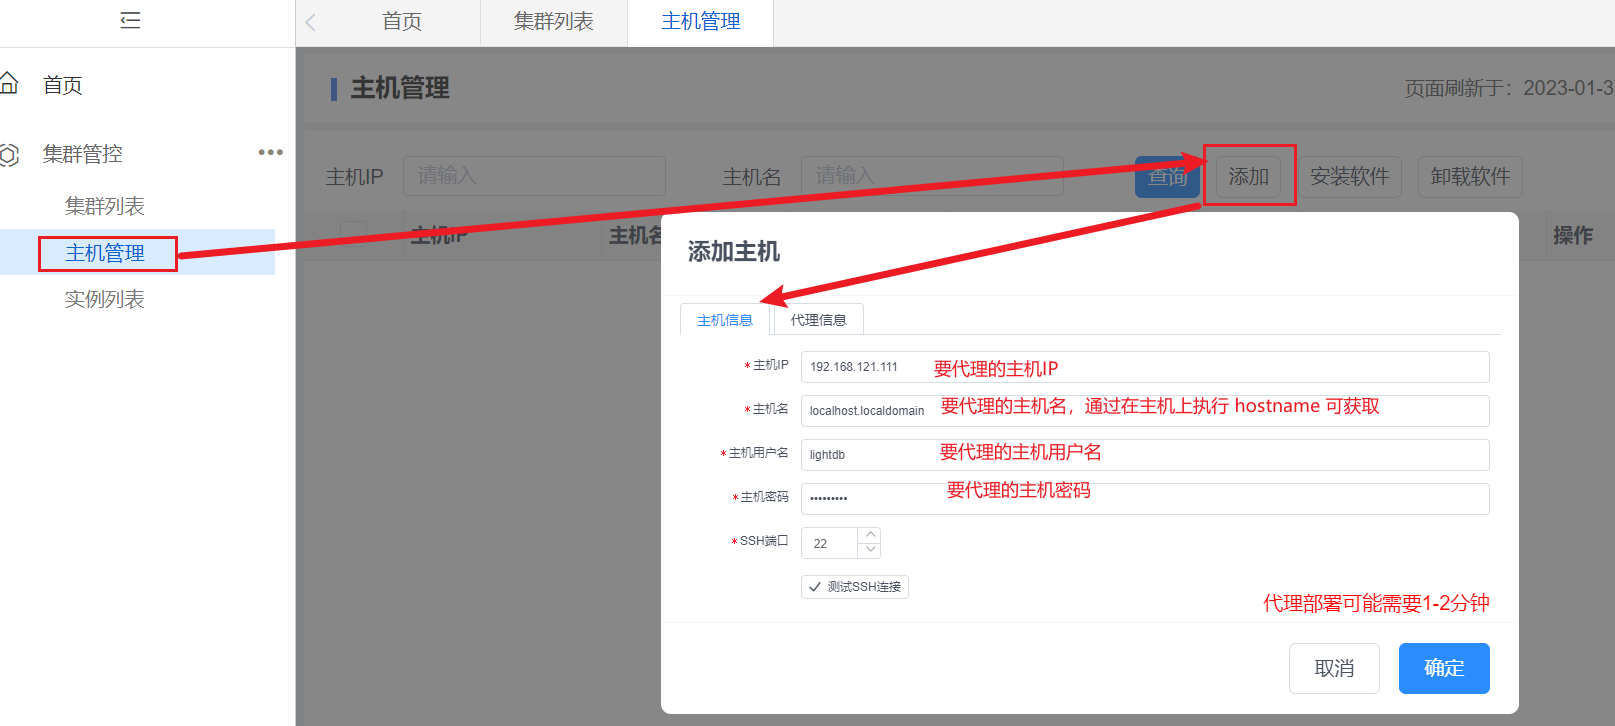 首页
集群列表
主机管理
首页
集群管控
集群列表
主机管理
实例列表
主机管理
页面刷新于：2023-01-3
主机IP 请输入
主机名 请输入
查询
添加
安装软件
卸载软件
主机IP
主机名
操作
添加主机
主机信息
代理信息
*主机IP 192.168.121.111 要代理的主机IP
*主机名 localhost.localdomain 要代理的主机名，通过在主机上执行 hostname 可获取
*主机用户名 lightdb 要代理的主机用户名
*主机密码 ••••••••• 要代理的主机密码
*SSH端口 22
测试SSH连接
代理部署可能需要1-2分钟
取消
确定